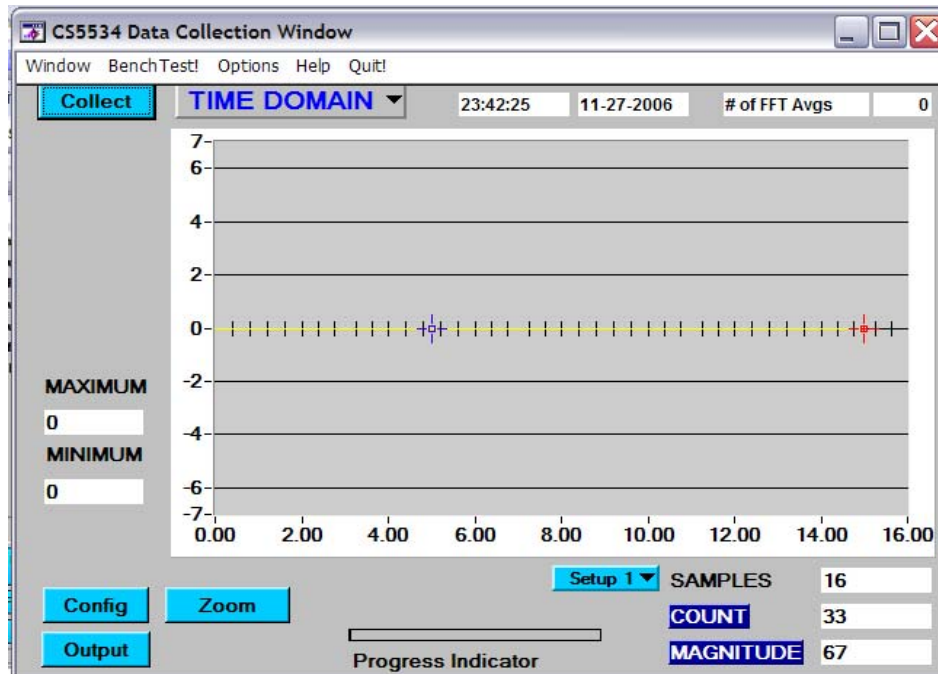 CS5534 Data Collection Window
Window BenchTest! Options Help Quit!
Collect TIME DOMAIN 23:42:25 11-27-2006 # of FFT Avgs 0
7-
6-
4-
2-
0-
-2-
-4-
-6-
-7-
0.00 2.00 4.00 6.00 8.00 10.00 12.00 14.00 16.00
MAXIMUM
0
MINIMUM
0
Setup 1 SAMPLES 16
Config Zoom COUNT 33
Output Progress Indicator MAGNITUDE 67